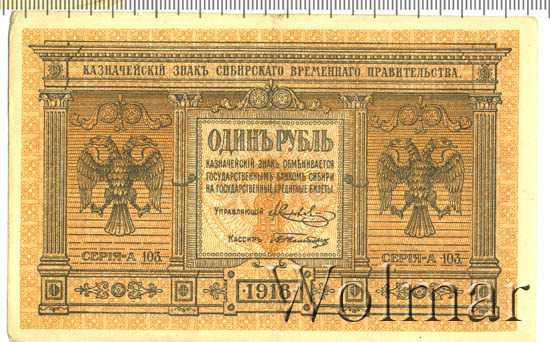 КАЗНАЧЕЙСКІЙ ЗНАКЪ СИБИРСКАГО ВРЕМЕННАГО ПРАВИТЕЛЬСТВА.
ОДИНЪ РУБЛЬ
КАЗНАЧЕЙСКІЙ ЗНАКЪ ОБМѢНИВАЕТСЯ
ГОСУДАРСТВЕННЫМЪ БАНКОМЪ СИБИРИ
НА ГОСУДАРСТВЕННЫЕ КРЕДИТНЫЕ БИЛЕТЫ.
УПРАВЛЯЮЩІЙ
КАССИРЪ
СЕРІЯ-А 103.
СЕРІЯ-А 103.
1918
Wolmar